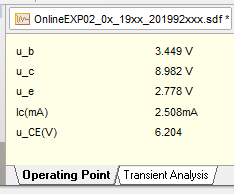 OnlineEXP02_0x_19xx_201992xxx.sdf *
u_b 3.449 V
u_c 8.982 V
u_e 2.778 V
Ic(mA) 2.508mA
u_CE(V) 6.204
Operating Point Transient Analysis